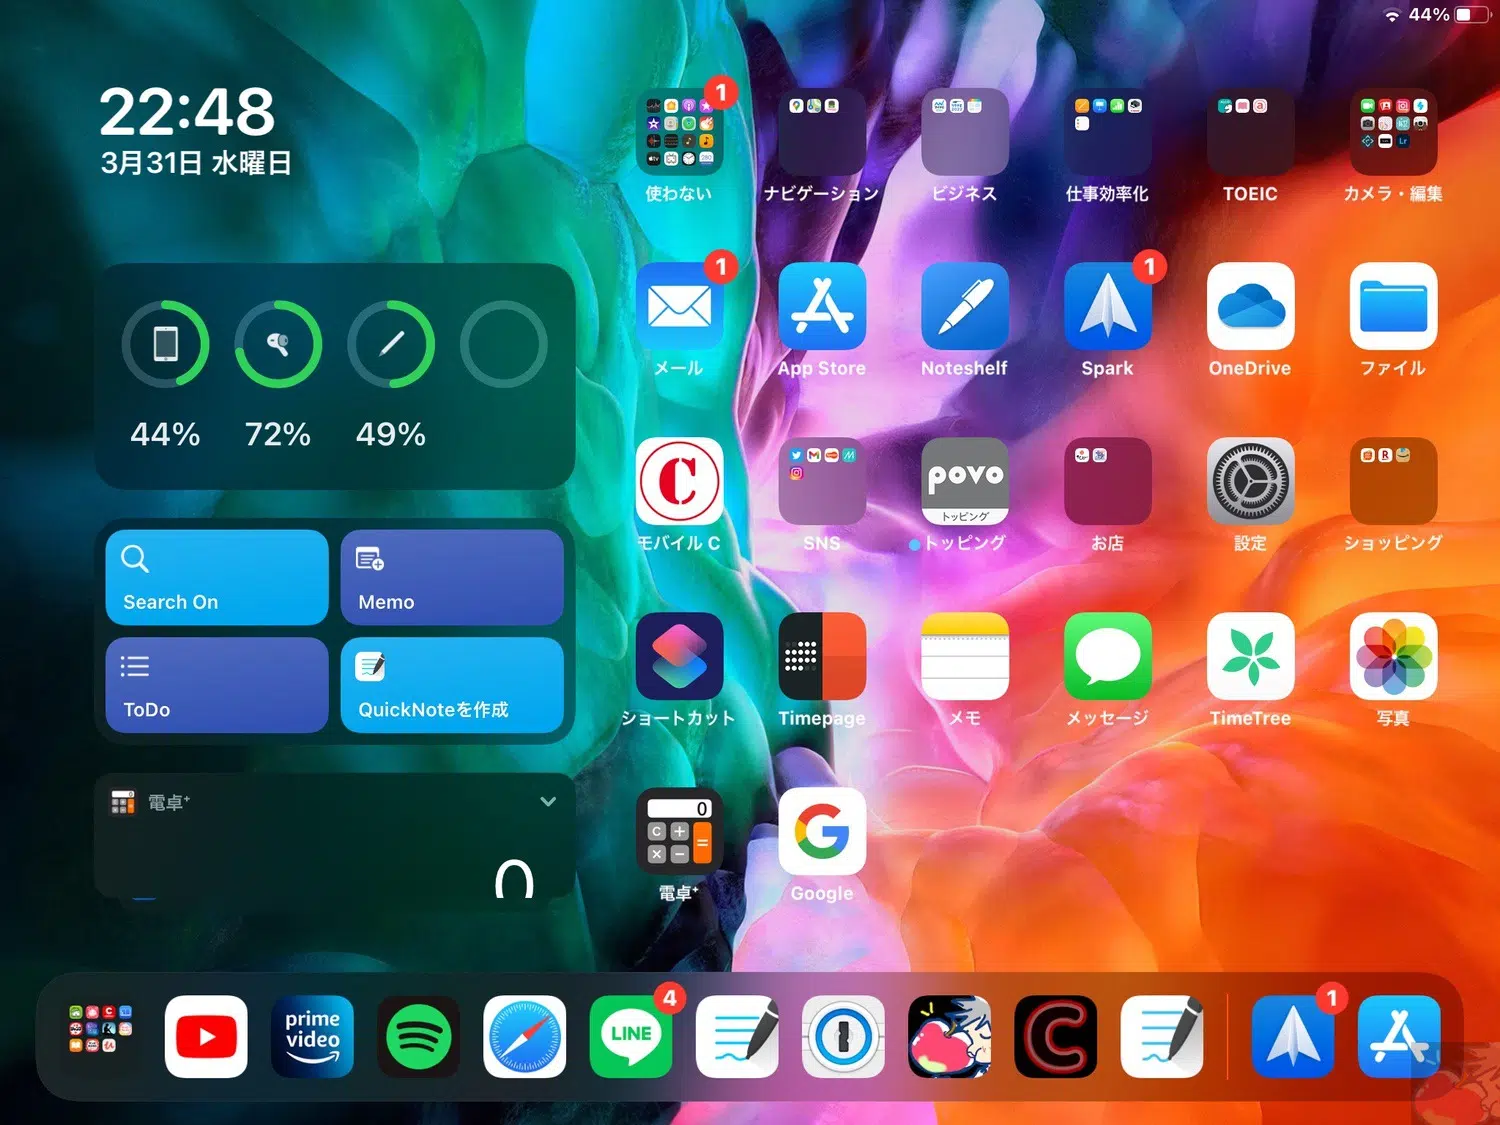 44%
22:48
3月31日 水曜日
1
使わない
ナビゲーション
ビジネス
仕事効率化
TOEIC
カメラ・編集
44%
72%
49%
1
1
メール
App Store
Noteshelf
Spark
OneDrive
ファイル
C
povo
トッピング
モバイル C
SNS
トッピング
お店
設定
ショッピング
Search On
Memo
ToDo
QuickNoteを作成
ショートカット
Timepage
メモ
メッセージ
TimeTree
写真
電卓⁺
0
C + × − =
G
電卓⁺
Google
4
1
prime
video
LINE
C